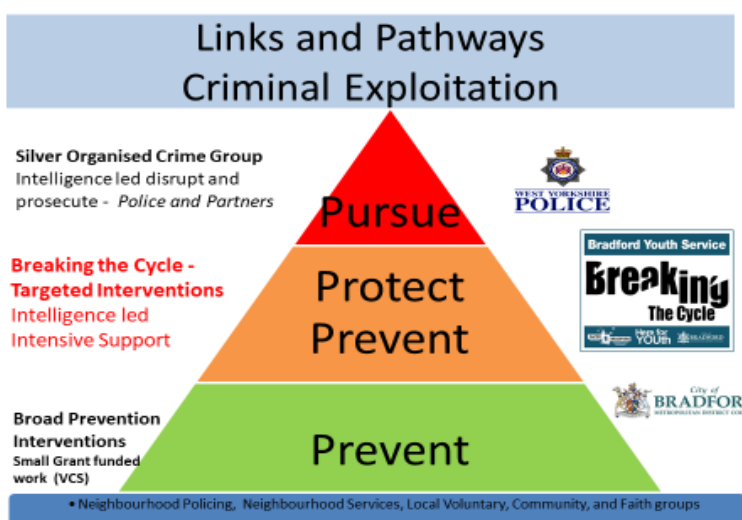 Links and Pathways
Criminal Exploitation
Silver Organised Crime Group
Intelligence led disrupt and
prosecute - Police and Partners
Pursue
WEST YORKSHIRE
POLICE
Breaking the Cycle -
Targeted Interventions
Intelligence led
Intensive Support
Protect
Prevent
Bradford Youth Service
Breaking
The Cycle
Here for
YOUth
BRADFORD
Broad Prevention
Interventions
Small Grant funded
work (VCS)
Prevent
City of
BRADFOR
METROPOLITAN DISTRICT CO
• Neighbourhood Policing, Neighbourhood Services, Local Voluntary, Community, and Faith groups